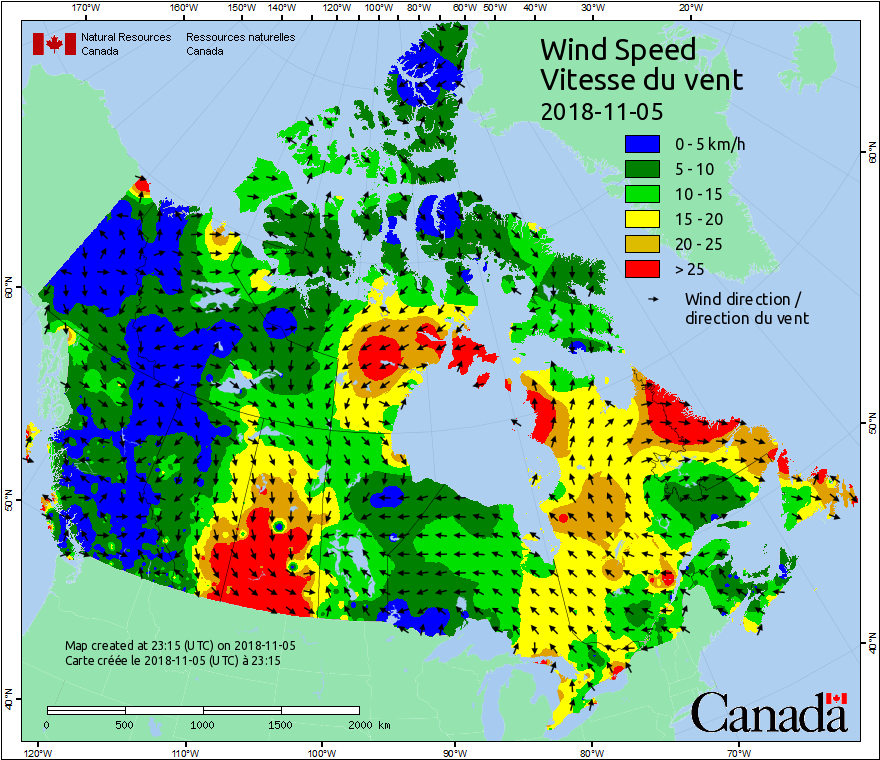 170°W 160°W 150°W 140°W 130°W 120°W 110°W 100°W 90°W 80°W 70°W 60°W 50°W 40°W 30°W 20°W
Natural Resources Canada
Ressources naturelles Canada
Wind Speed
Vitesse du vent
2018-11-05
0 - 5 km/h
5 - 10
10 - 15
15 - 20
20 - 25
> 25
Wind direction /
direction du vent
60°N
50°N
40°N
60°N
50°N
40°N
Map created at 23:15 (UTC) on 2018-11-05
Carte créée le 2018-11-05 (UTC) à 23:15
0 500 1000 1500 2000 km
Canada
120°W 110°W 100°W 90°W 80°W 70°W